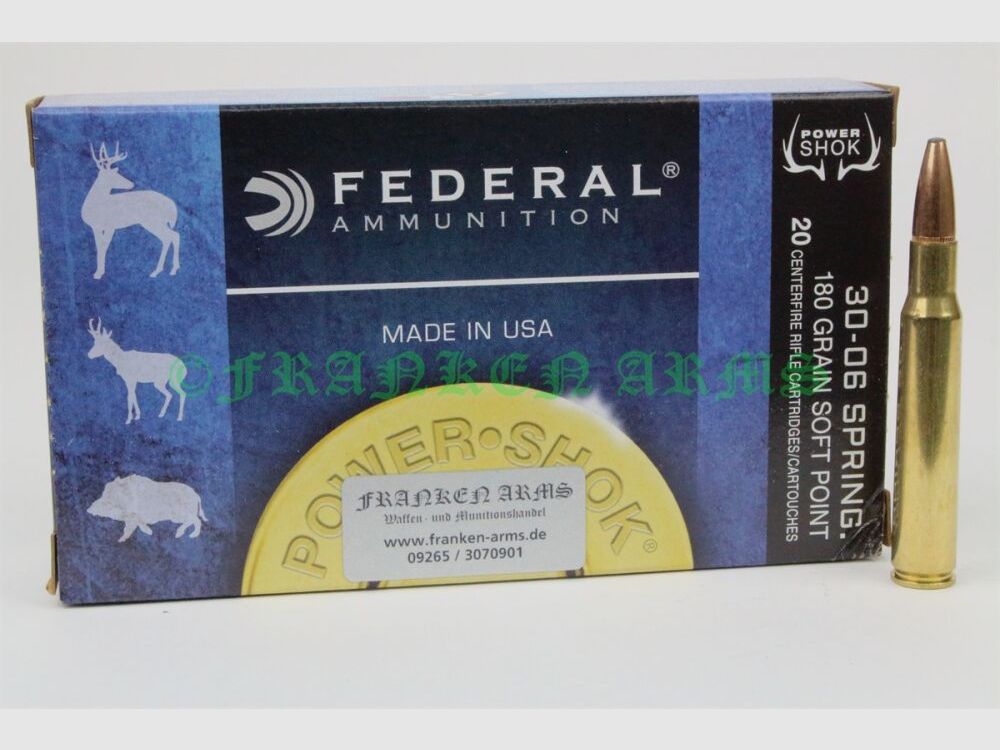 FEDERAL®
AMMUNITION
MADE IN USA
© FRANKEN ARMS
POWER•SHOK®
FRANKEN ARMS
Waffen- und Munitionshandel
www.franken-arms.de
09265 / 3070901
POWER
SHOK
30-06 SPRING.
180 GRAIN SOFT POINT
20 CENTERFIRE RIFLE CARTRIDGES/CARTOUCHES